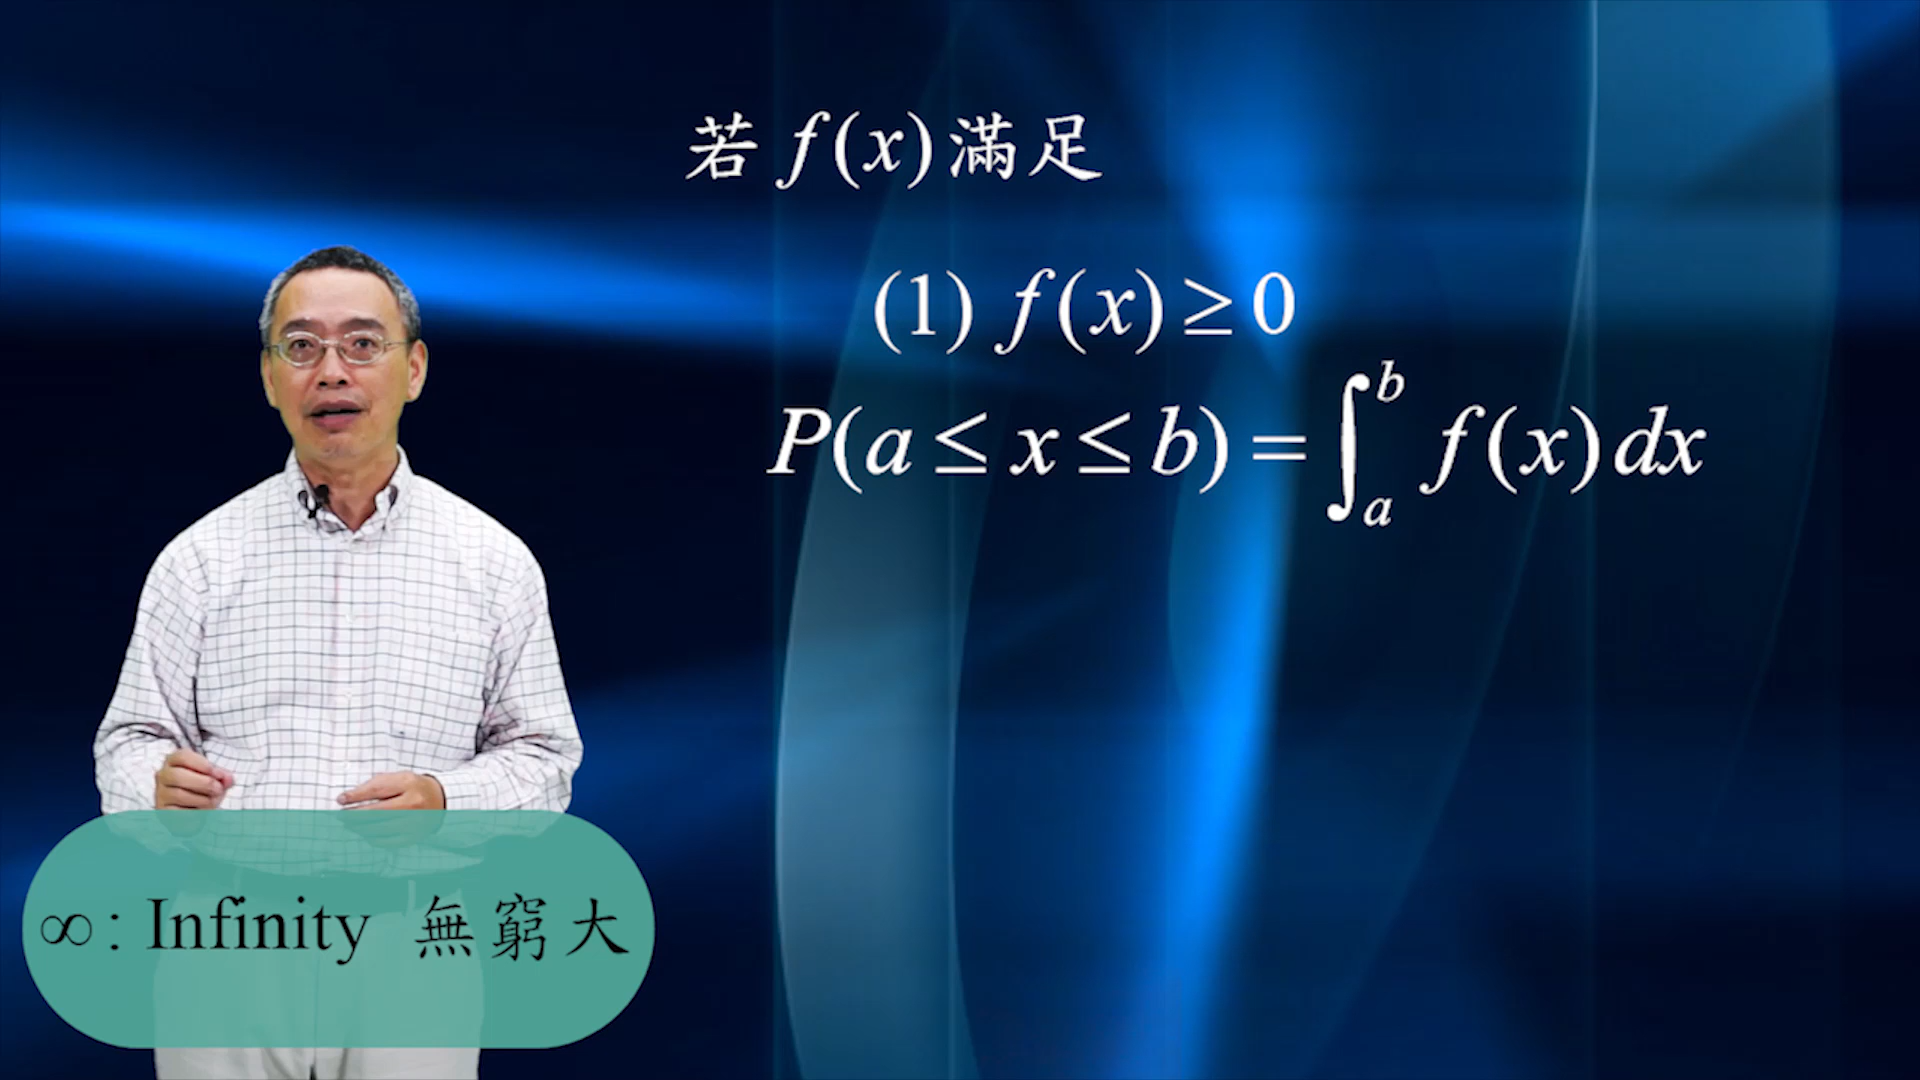 若 f(x) 滿足
(1) f(x) ≥ 0
P(a ≤ x ≤ b) = ∫_a^b f(x) dx
∞ : Infinity 無窮大